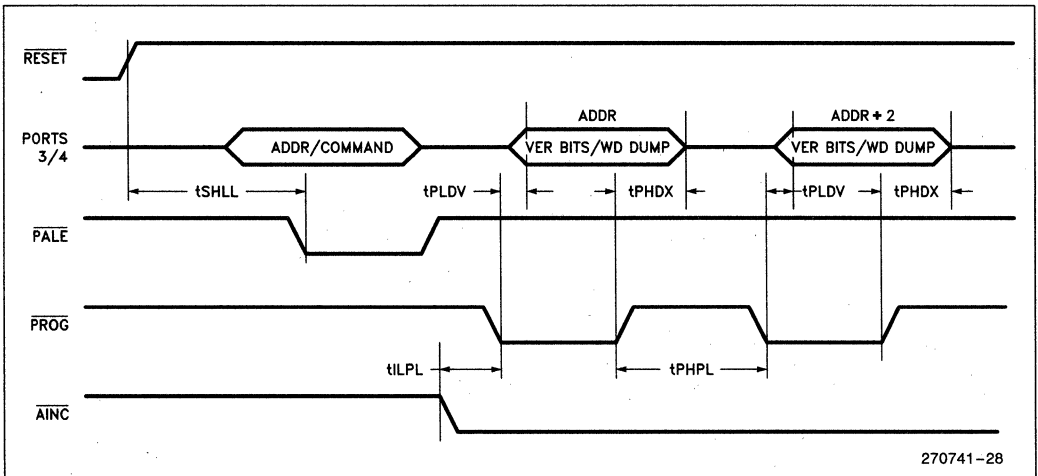 RESET
ADDR
ADDR + 2
PORTS
3/4
ADDR/COMMAND
VER BITS/WD DUMP
VER BITS/WD DUMP
tSHLL
tPLDV
tPHDX
tPLDV
tPHDX
PALE
PROG
tILPL
tPHPL
AINC
270741-28